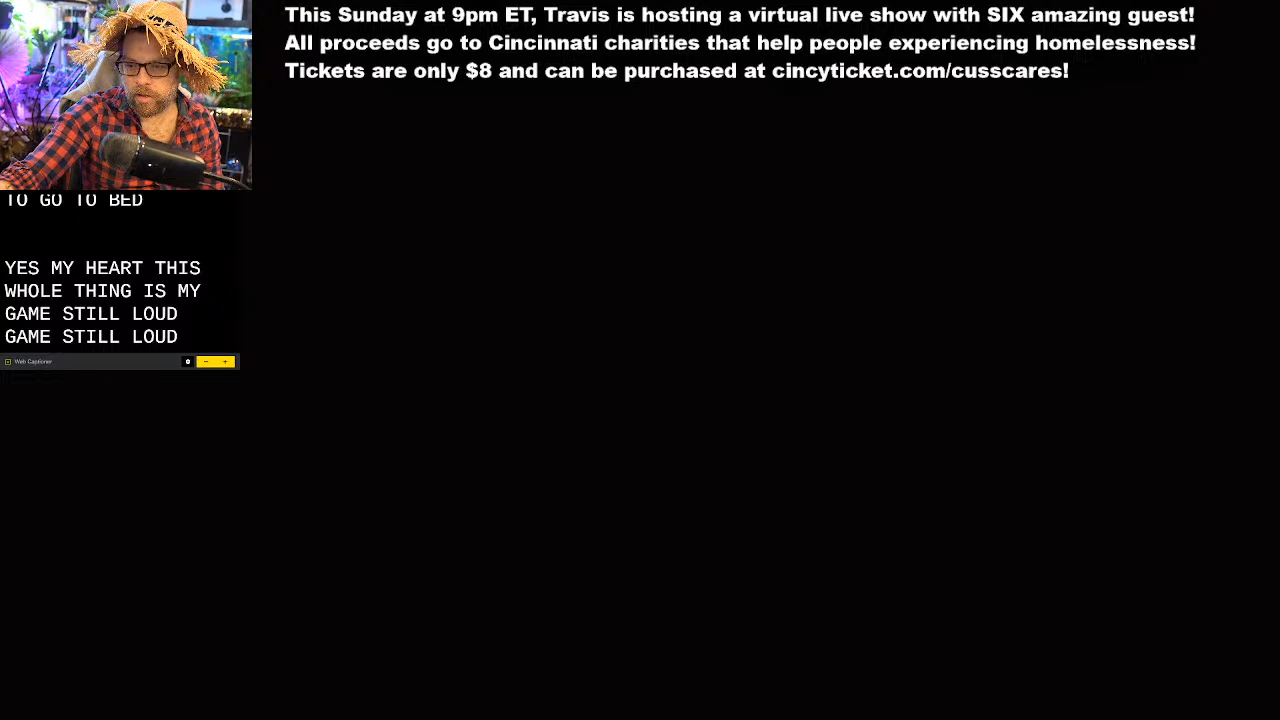 This Sunday at 9pm ET, Travis is hosting a virtual live show with SIX amazing guest!
All proceeds go to Cincinnati charities that help people experiencing homelessness!
Tickets are only $8 and can be purchased at cincyticket.com/cusscares!
TO GO TO BED
YES MY HEART THIS
WHOLE THING IS MY
GAME STILL LOUD
GAME STILL LOUD
Web Captioner